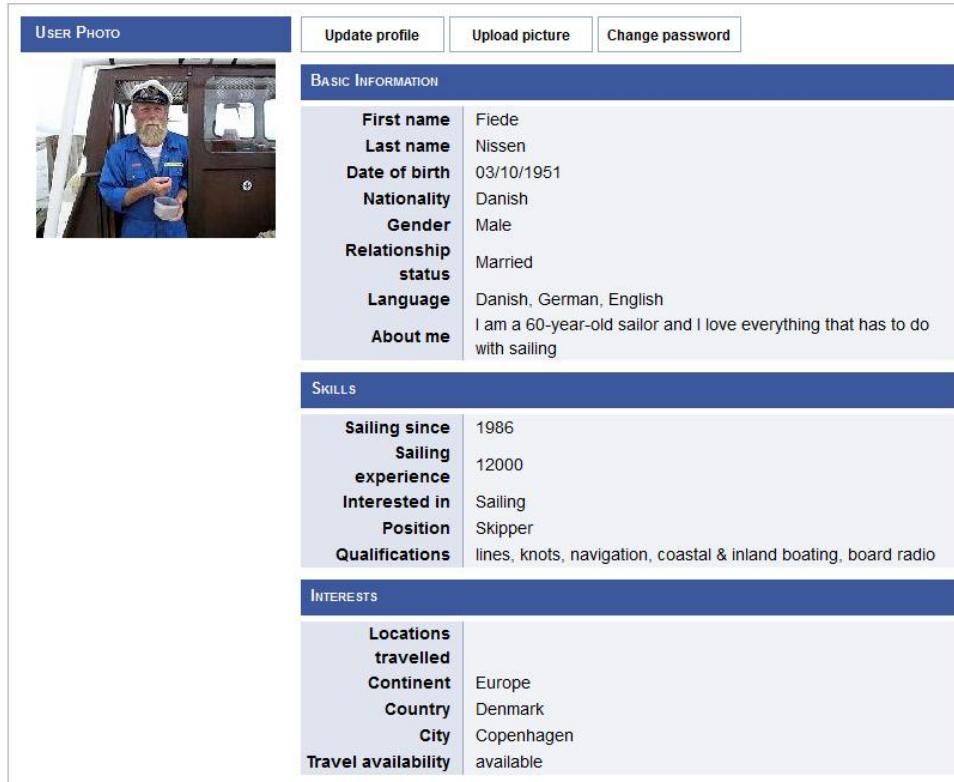 User Photo
Update profile Upload picture Change password
Basic Information
First name Fiede
Last name Nissen
Date of birth 03/10/1951
Nationality Danish
Gender Male
Relationship
status Married
Language Danish, German, English
About me I am a 60-year-old sailor and I love everything that has to do
with sailing
Skills
Sailing since 1986
Sailing
experience 12000
Interested in Sailing
Position Skipper
Qualifications lines, knots, navigation, coastal & inland boating, board radio
Interests
Locations
travelled
Continent Europe
Country Denmark
City Copenhagen
Travel availability available